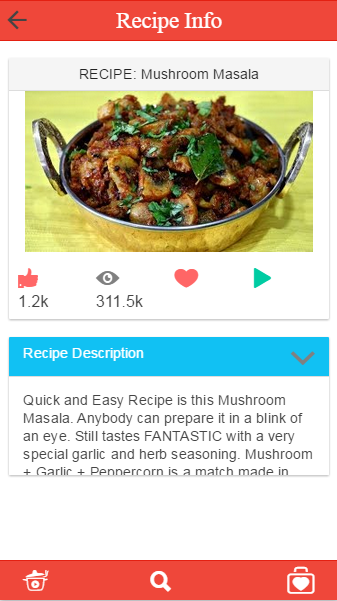 Recipe Info
RECIPE: Mushroom Masala
1.2k 311.5k
Recipe Description
Quick and Easy Recipe is this Mushroom
Masala. Anybody can prepare it in a blink of
an eye. Still tastes FANTASTIC with a very
special garlic and herb seasoning. Mushroom
+ Garlic + Peppercorn is a match made in